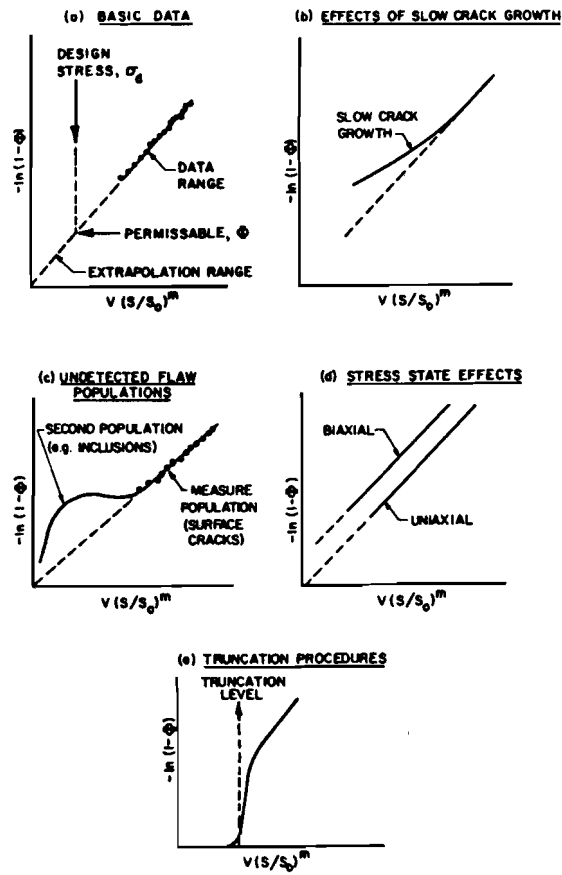 (a) BASIC DATA
DESIGN
STRESS, σd
DATA
RANGE
PERMISSABLE, Φ
EXTRAPOLATION RANGE
-ln (1-Φ)
V (S/S₀)ᵐ
(b) EFFECTS OF SLOW CRACK GROWTH
SLOW CRACK
GROWTH
-ln (1-Φ)
V (S/S₀)ᵐ
(c) UNDETECTED FLAW
POPULATIONS
SECOND POPULATION
(e.g. INCLUSIONS)
MEASURE
POPULATION
(SURFACE
CRACKS)
-ln (1-Φ)
V (S/S₀)ᵐ
(d) STRESS STATE EFFECTS
BIAXIAL
UNIAXIAL
-ln (1-Φ)
V (S/S₀)ᵐ
(e) TRUNCATION PROCEDURES
TRUNCATION
LEVEL
-ln (1-Φ)
V(S/S₀)ᵐ